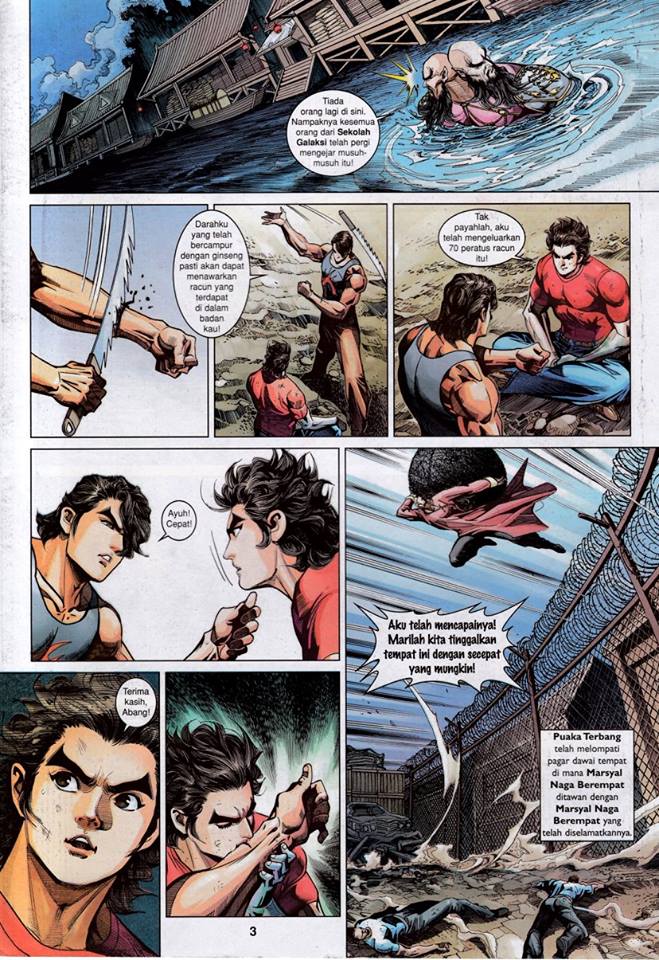 Tiada
orang lagi di sini.
Nampaknya kesemua
orang dari Sekolah
Galaksi telah pergi
mengejar musuh-
musuh itu!
Darahku
yang telah
bercampur
dengan ginseng
pasti akan dapat
menawarkan
racun yang
terdapat
di dalam
badan
kau!
Tak
payahlah, aku
telah mengeluarkan
70 peratus racun
itu!
Ayuh!
Cepat!
Aku telah mencapainya!
Marilah kita tinggalkan
tempat ini dengan secepat
yang mungkin!
Puaka Terbang
telah melompati
pagar dawai tempat
di mana Marsyal
Naga Berempat
ditawan dengan
Marsyal Naga
Berempat yang
telah diselamatkannya.
Terima
kasih,
Abang!
3